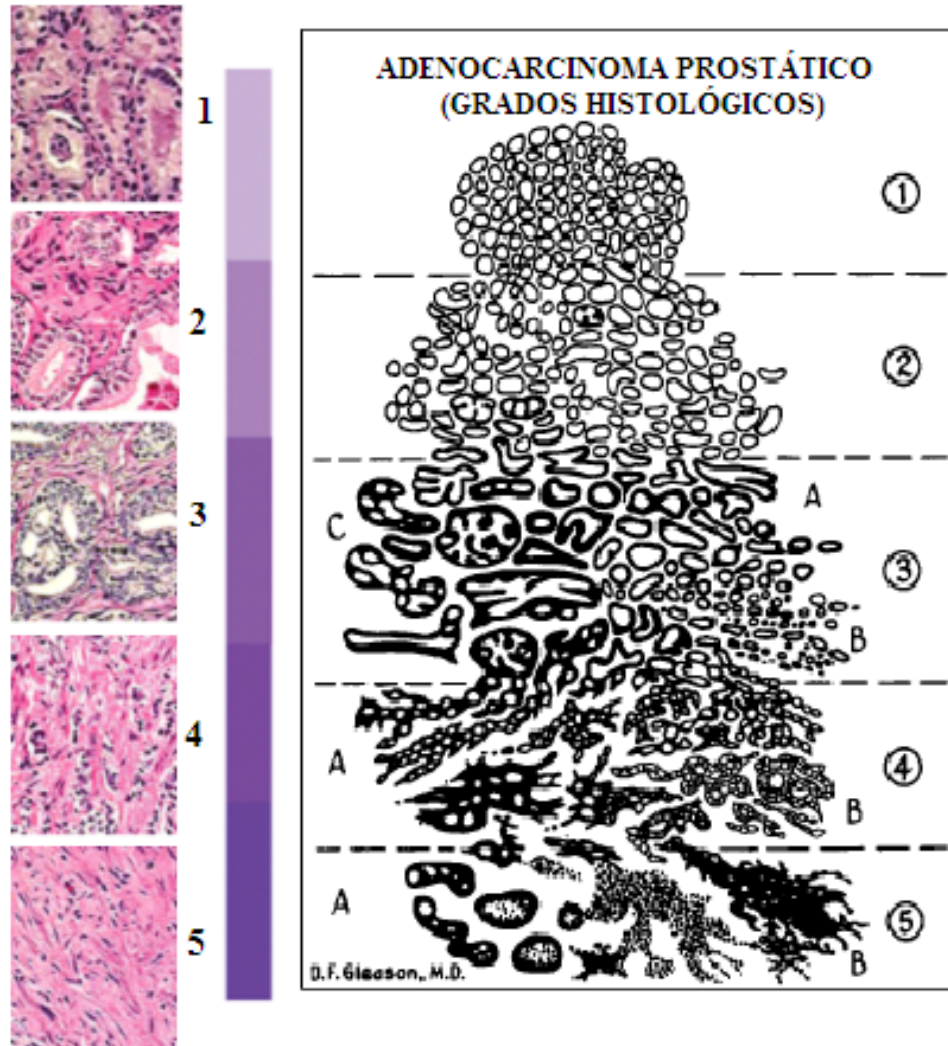 1
2
3
4
5
ADENOCARCINOMA PROSTÁTICO
(GRADOS HISTOLÓGICOS)
①
②
A
C
③
B
A
④
B
A
⑤
B
D.F. Gleason, M.D.